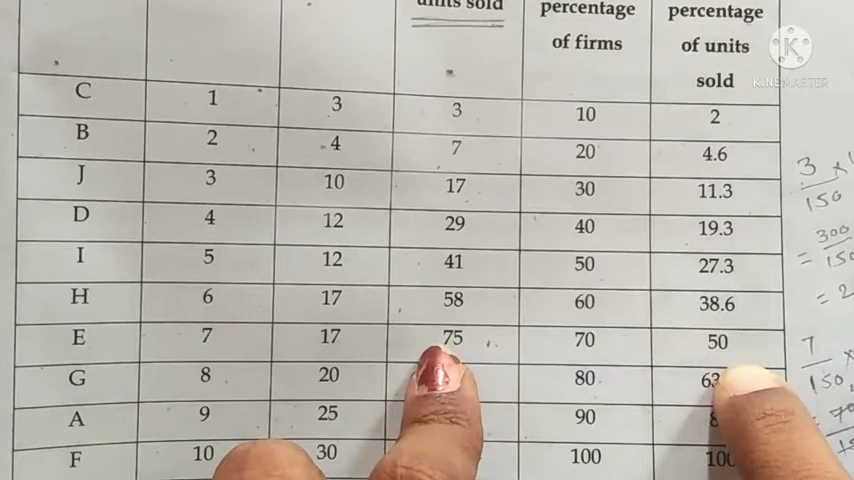 units sold percentage percentage
of firms of units
sold
KINEMASTER
C 1 3 3 10 2
B 2 4 7 20 4.6
J 3 10 17 30 11.3
D 4 12 29 40 19.3
I 5 12 41 50 27.3
H 6 17 58 60 38.6
E 7 17 75 70 50
G 8 20 80
A 9 25 90
F 10 30 100
3 ×
150
= 300
150
= 2
7 ×
150